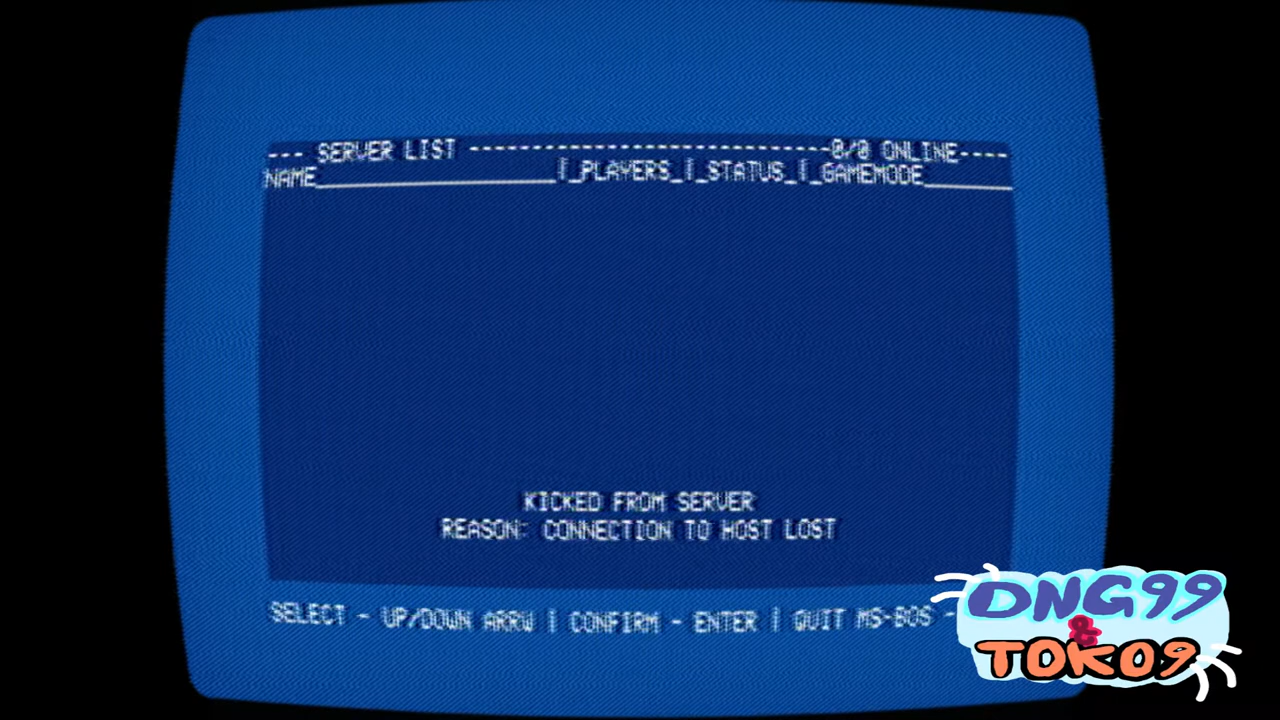 --- SERVER LIST ----------------------------0/0 ONLINE----
NAME___________________|_PLAYERS_|_STATUS_|_GAMEMODE_______
KICKED FROM SERVER
REASON: CONNECTION TO HOST LOST
SELECT - UP/DOWN ARRW | CONFIRM - ENTER | QUIT MS-BOS -
DNG99
&
TOKO9